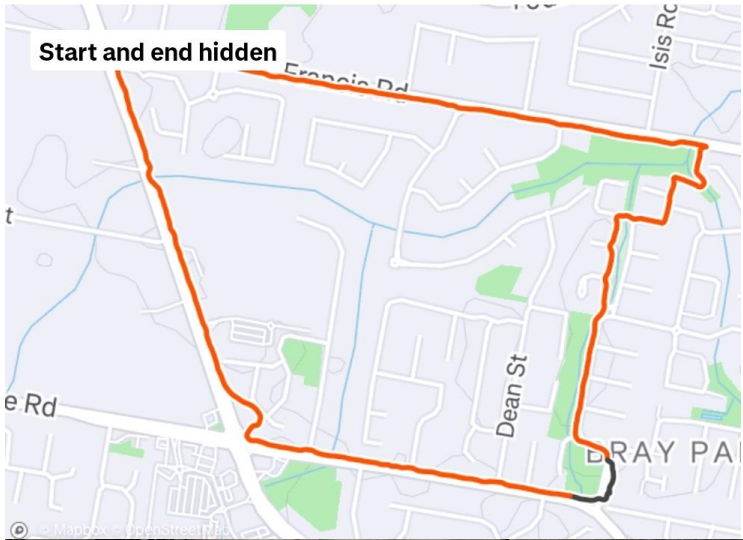 Start and end hidden
Francis Rd
Isis Rd
t
e Rd
Dean St
BRAY PA
© Mapbox © OpenStreetMap